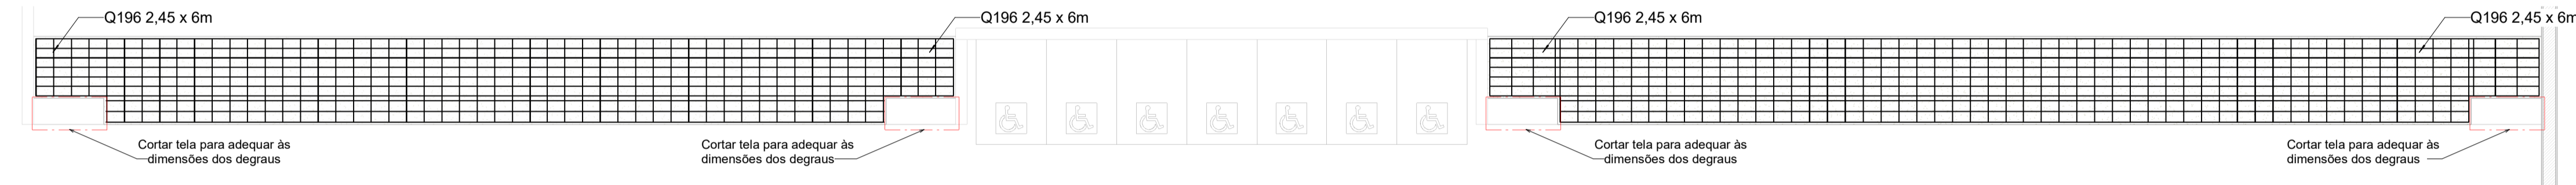 Q196 2,45 x 6m
Q196 2,45 x 6m
Q196 2,45 x 6m
Q196 2,45 x 6m
Cortar tela para adequar às
dimensões dos degraus
Cortar tela para adequar às
dimensões dos degraus
Cortar tela para adequar às
dimensões dos degraus
Cortar tela para adequar às
dimensões dos degraus